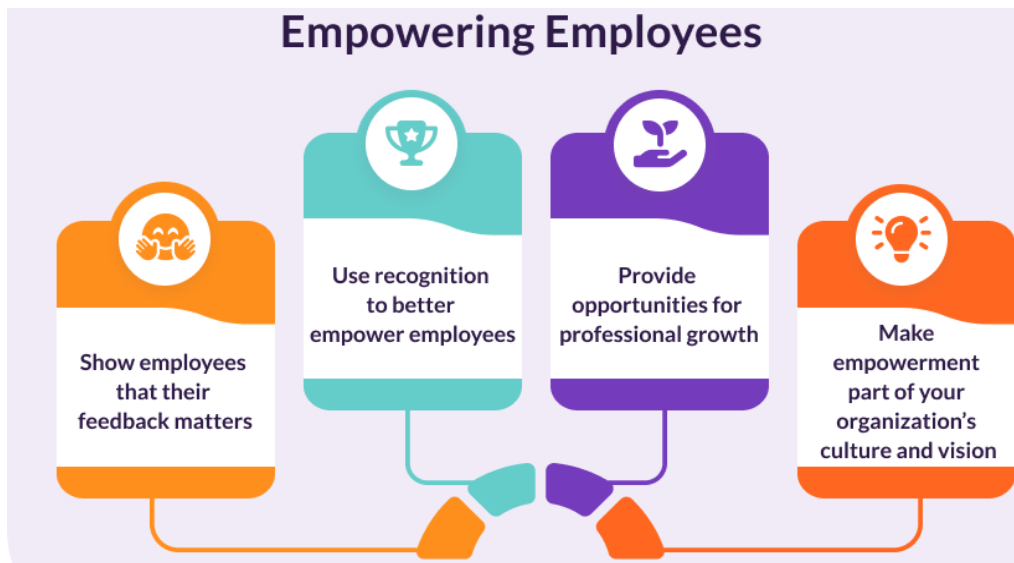 Empowering Employees
Show employees
that their
feedback matters
Use recognition
to better
empower employees
Provide
opportunities for
professional growth
Make
empowerment
part of your
organization’s
culture and vision